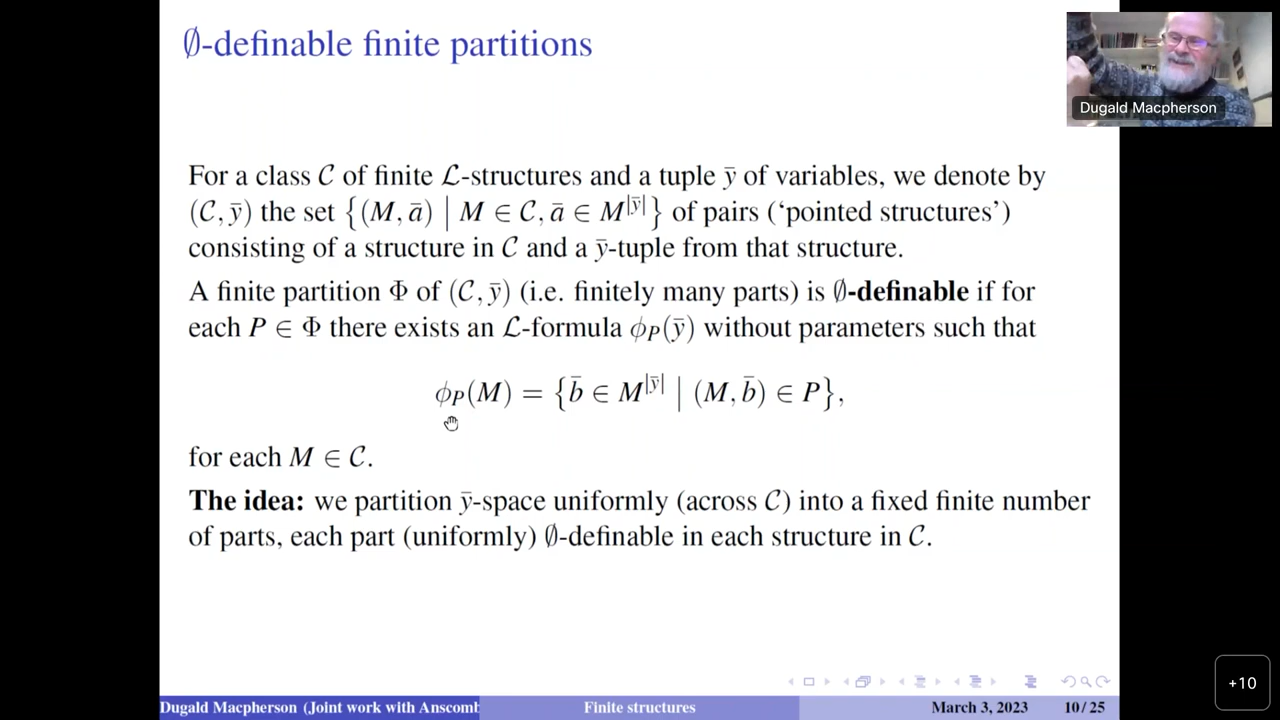 ∅-definable finite partitions
Dugald Macpherson
For a class 𝒞 of finite ℒ-structures and a tuple ȳ of variables, we denote by
(𝒞, ȳ) the set {(M, ā) | M ∈ 𝒞, ā ∈ M^|ȳ|} of pairs (‘pointed structures’)
consisting of a structure in 𝒞 and a ȳ-tuple from that structure.
A finite partition Φ of (𝒞, ȳ) (i.e. finitely many parts) is ∅-definable if for
each P ∈ Φ there exists an ℒ-formula ϕ_P(ȳ) without parameters such that
ϕ_P(M) = {b̄ ∈ M^|ȳ| | (M, b̄) ∈ P},
for each M ∈ 𝒞.
The idea: we partition ȳ-space uniformly (across 𝒞) into a fixed finite number
of parts, each part (uniformly) ∅-definable in each structure in 𝒞.
+10
Dugald Macpherson (Joint work with Anscomb Finite structures March 3, 2023 10/25